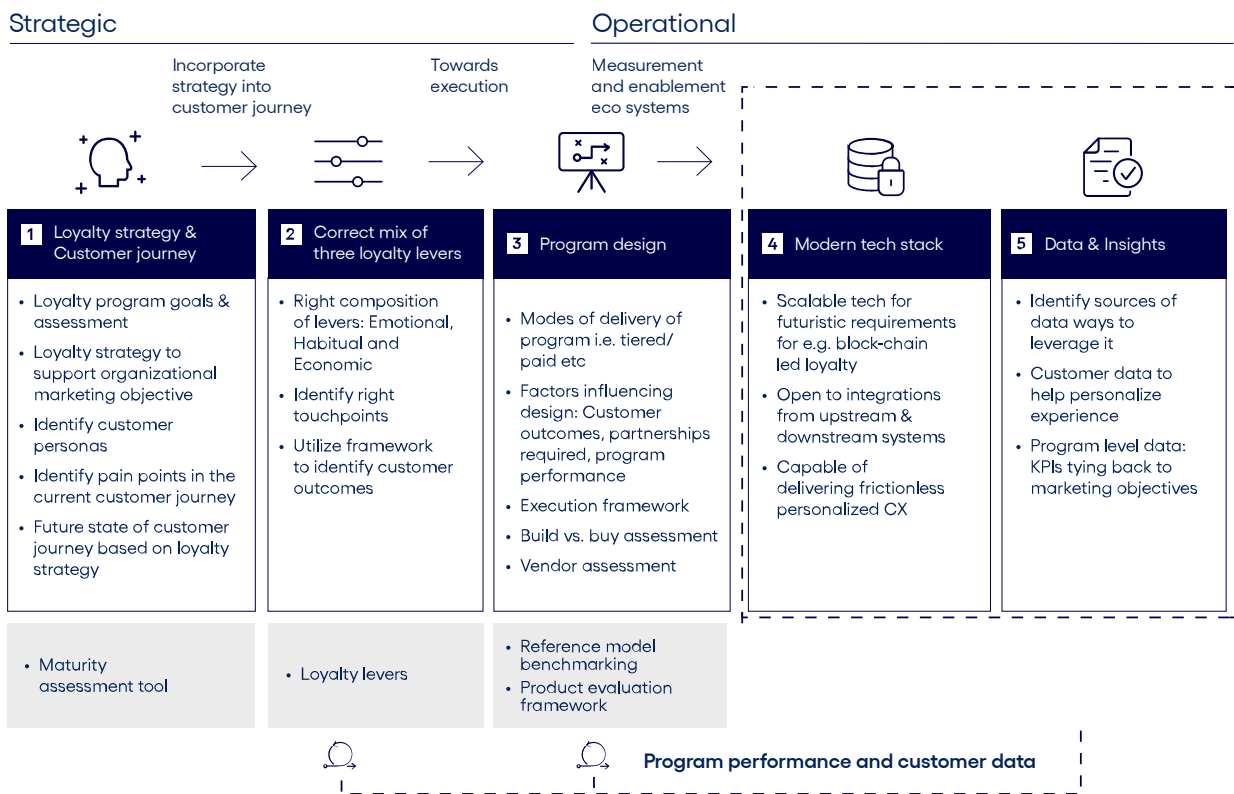 Strategic
Operational
Incorporate
strategy into
customer journey
Towards
execution
Measurement
and enablement
eco systems
1 Loyalty strategy &
Customer journey
• Loyalty program goals &
assessment
• Loyalty strategy to
support organizational
marketing objective
• Identify customer
personas
• Identify pain points in the
current customer journey
• Future state of customer
journey based on loyalty
strategy
• Maturity
assessment tool
2 Correct mix of
three loyalty levers
• Right composition
of levers: Emotional,
Habitual and
Economic
• Identify right
touchpoints
• Utilize framework
to identify customer
outcomes
• Loyalty levers
3 Program design
• Modes of delivery of
program i.e. tiered/
paid etc
• Factors influencing
design: Customer
outcomes, partnerships
required, program
performance
• Execution framework
• Build vs. buy assessment
• Vendor assessment
• Reference model
benchmarking
• Product evaluation
framework
4 Modern tech stack
• Scalable tech for
futuristic requirements
for e.g. block-chain
led loyalty
• Open to integrations
from upstream &
downstream systems
• Capable of
delivering frictionless
personalized CX
5 Data & Insights
• Identify sources of
data ways to
leverage it
• Customer data to
help personalize
experience
• Program level data:
KPIs tying back to
marketing objectives
Program performance and customer data